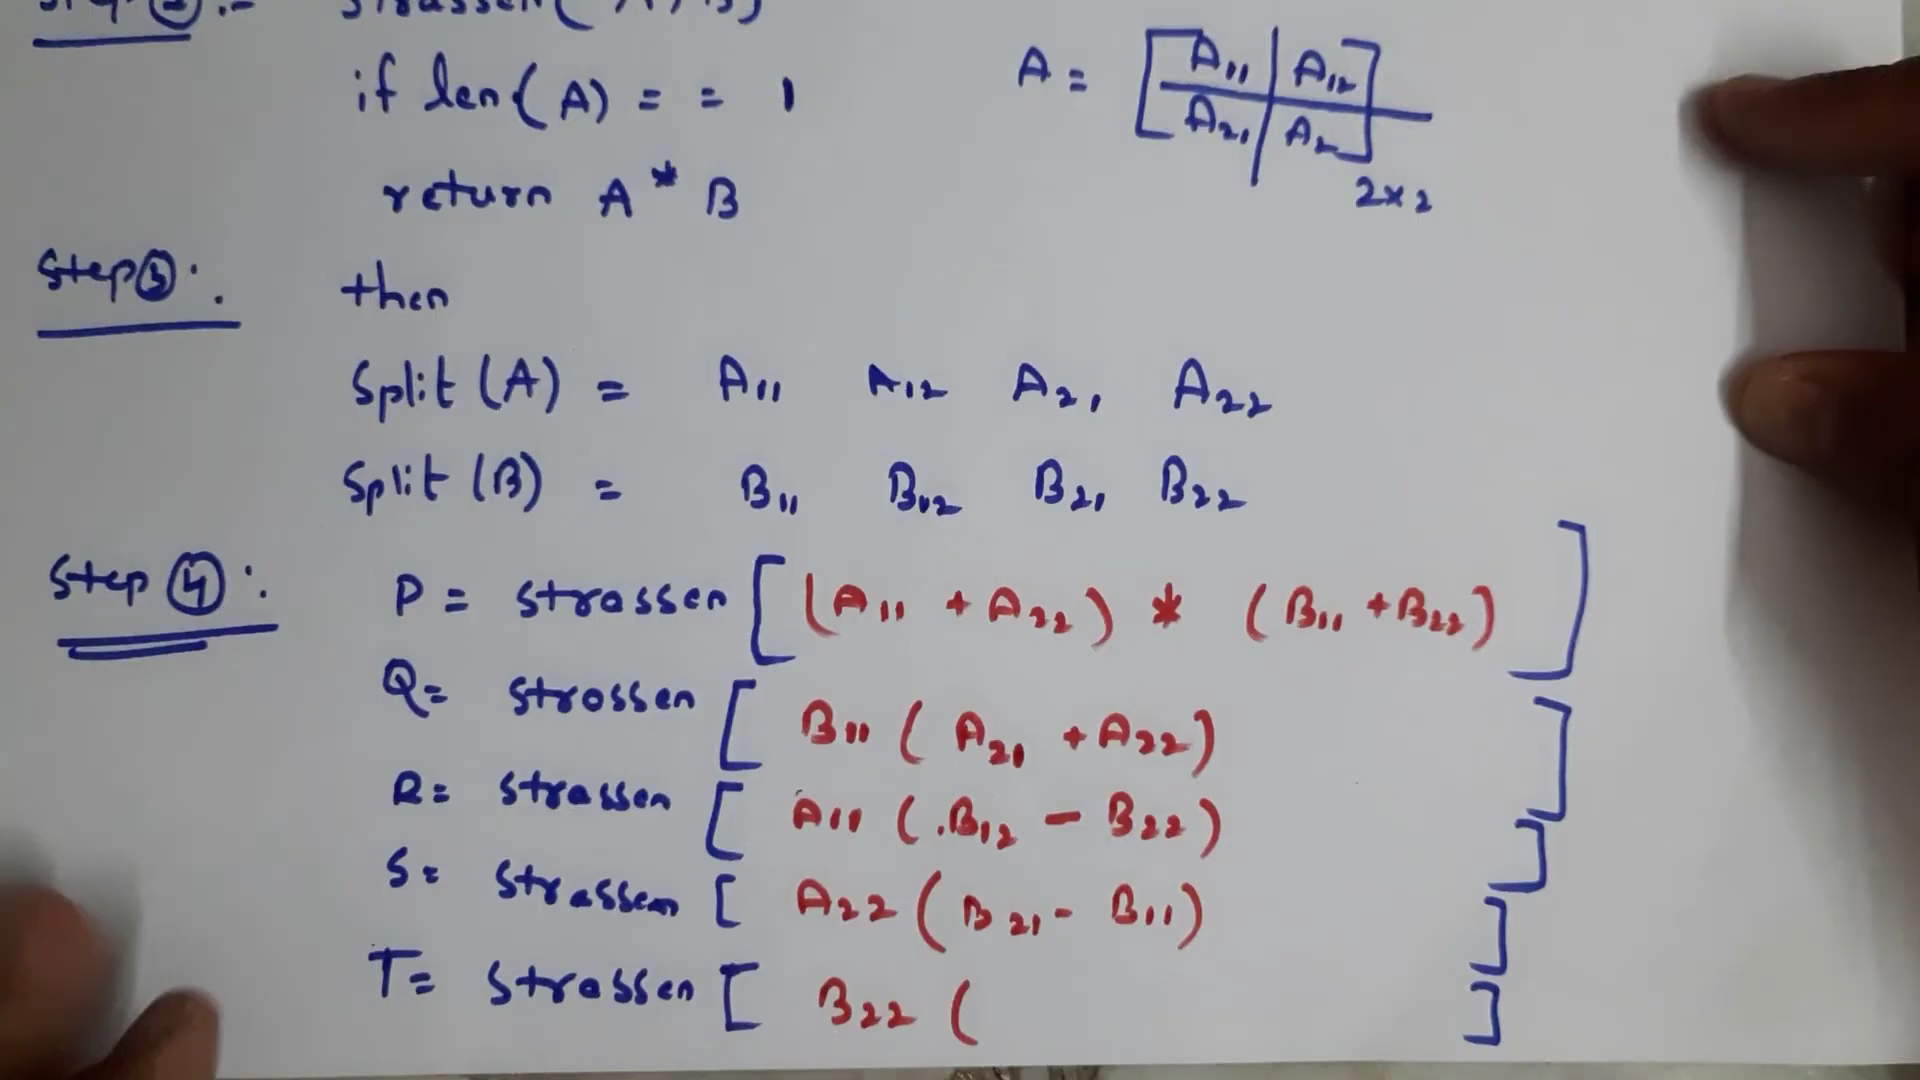 strassen(A, B)
if len(A) == 1
return A * B
A = [A11 A12
A21 A2]
2x2
Step③:.
then
Split (A) = A11 A12 A21 A22
Split (B) = B11 B12 B21 B22
Step ④:.
P = strassen [(A11 + A22) * (B11 + B22)]
Q= strossen [B11 (A21 + A22)]
R= strassen [A11 (.B12 - B22)]
S= strassen [A22 (B21 - B11)]
T= strassen [B22 ( ]